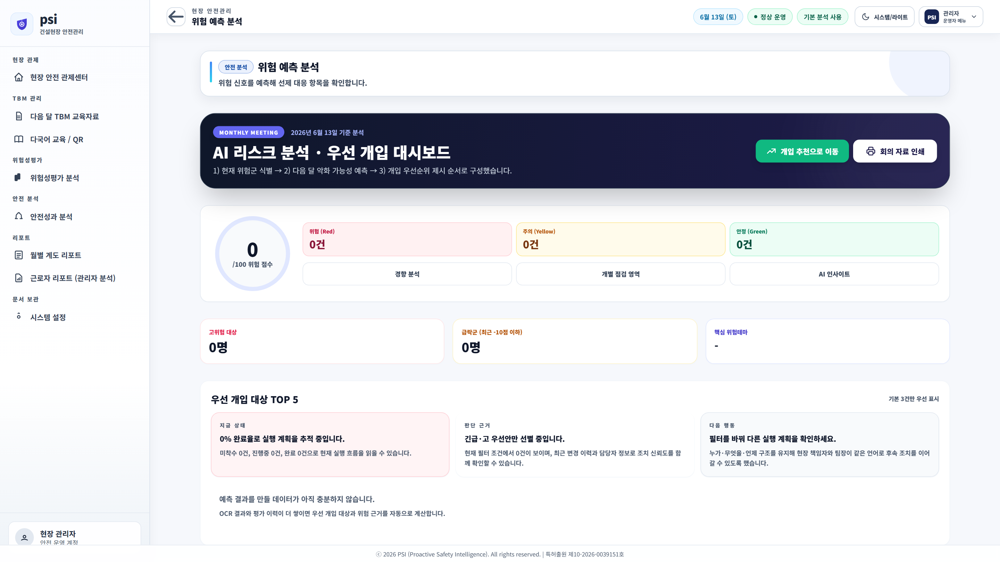 psi
건설현장 안전관리
현장 관제
현장 안전 관제센터
TBM 관리
다음 달 TBM 교육자료
다국어 교육 / QR
위험성평가
위험성평가 분석
안전 분석
안전성과 분석
리포트
월별 계도 리포트
근로자 리포트 (관리자 분석)
문서 보관
시스템 설정
현장 관리자
안전 운영 계정
현장 안전관리
위험 예측 분석
6월 13일 (토)
정상 운영
기본 분석 사용
시스템/라이트
PSI
관리자
운영자 메뉴
안전 분석
위험 예측 분석
위험 신호를 예측해 선제 대응 항목을 확인합니다.
MONTHLY MEETING
2026년 6월 13일 기준 분석
AI 리스크 분석 · 우선 개입 대시보드
1) 현재 위험군 식별 → 2) 다음 달 악화 가능성 예측 → 3) 개입 우선순위 제시 순서로 구성했습니다.
개입 추천으로 이동
회의 자료 인쇄
0
/100 위험 점수
위험 (Red)
0건
주의 (Yellow)
0건
안정 (Green)
0건
경향 분석
개별 점검 영역
AI 인사이트
고위험 대상
0명
급락군 (최근 -10점 이하)
0명
핵심 위험테마
-
우선 개입 대상 TOP 5
기본 3건만 우선 표시
지금 상태
0% 완료율로 실행 계획을 추적 중입니다.
미착수 0건, 진행중 0건, 완료 0건으로 현재 실행 흐름을 읽을 수 있습니다.
판단 근거
긴급·고 우선안만 선별 중입니다.
현재 필터 조건에서 0건이 보이며, 최근 변경 이력과 담당자 정보로 조치 신뢰도를 함
께 확인할 수 있습니다.
다음 행동
필터를 바꿔 다른 실행 계획을 확인하세요.
누가·무엇을·언제 구조를 유지해 현장 책임자와 팀장이 같은 언어로 후속 조치를 이어
갈 수 있도록 했습니다.
예측 결과를 만들 데이터가 아직 충분하지 않습니다.
OCR 결과와 평가 이력이 더 쌓이면 우선 개입 대상과 위험 근거를 자동으로 계산합니다.
ⓒ 2026 PSI (Proactive Safety Intelligence). All rights reserved. | 특허출원 제10-2026-0039151호